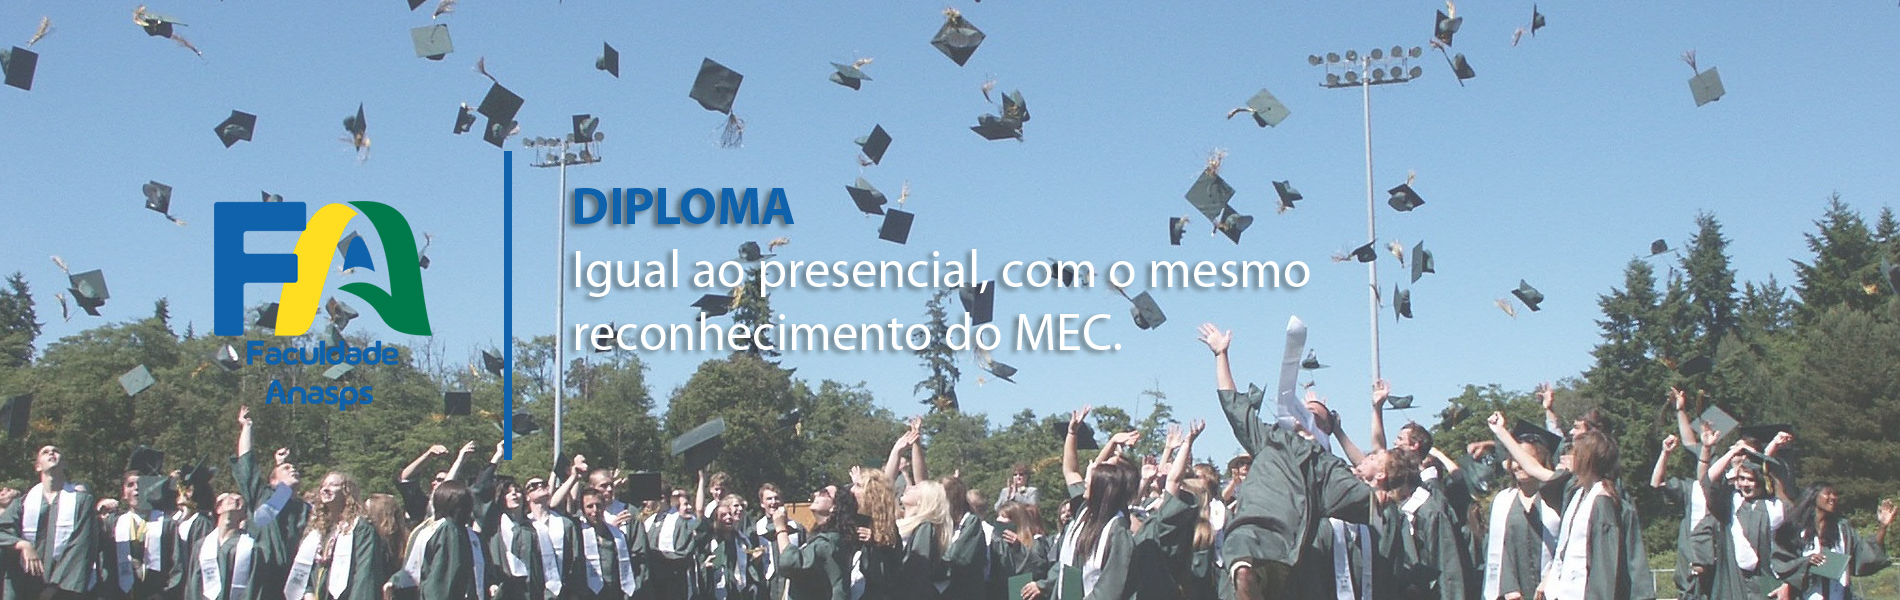 FA
Faculdade
Anasps
DIPLOMA
Igual ao presencial, com o mesmo
reconhecimento do MEC.